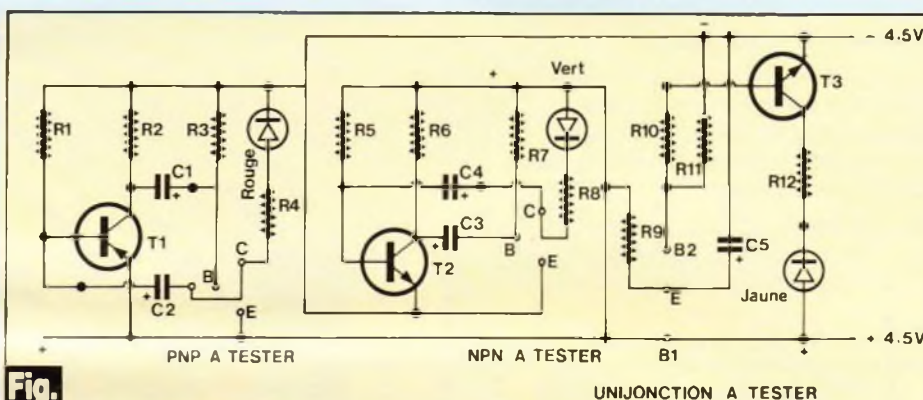 - 4.5V
+
Vert
T3
R1
R2
R3
Rouge
R5
R6
R7
R10
R11
C1
+
C4
+
R8
R12
R4
C3
+
C
T1
T2
B
R9
B2
C5
+
C2
+
B
C
E
E
E
Jaune
+ 4.5V
+
PNP A TESTER
NPN A TESTER
B1
+
Fig.
UNIJONCTION A TESTER